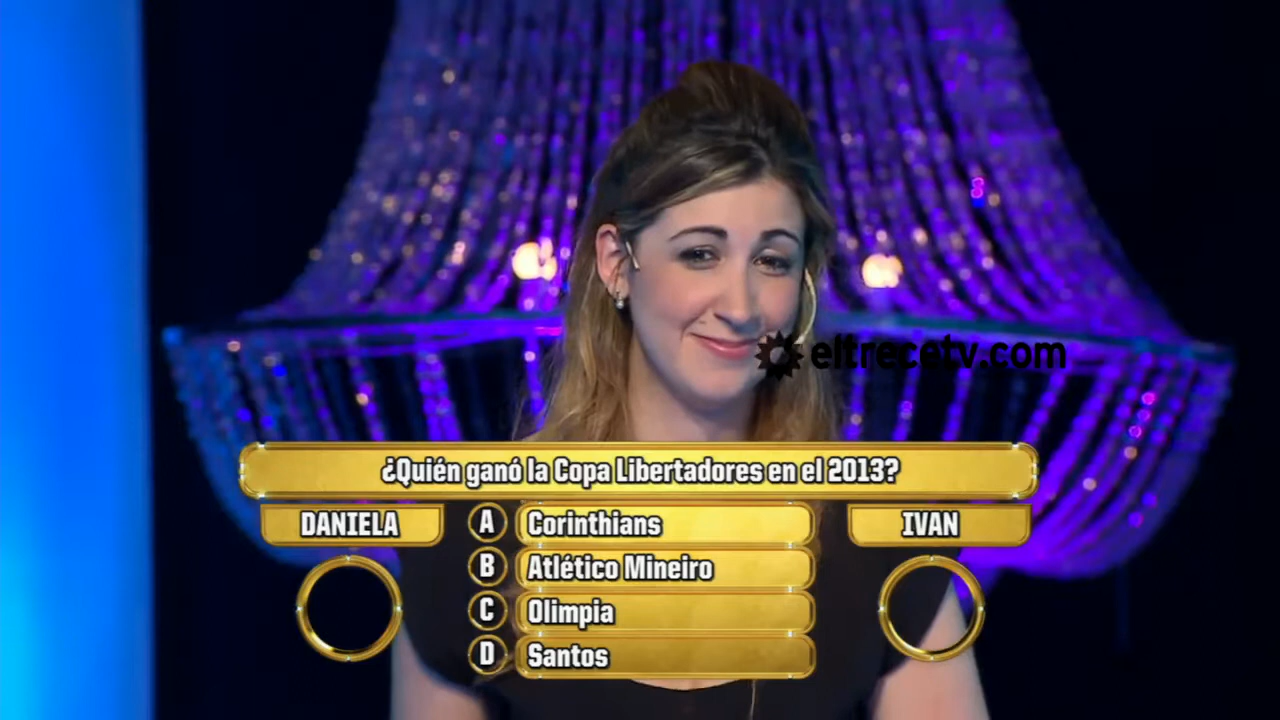 eltrecetv.com
¿Quién ganó la Copa Libertadores en el 2013?
DANIELA
IVAN
A Corinthians
B Atlético Mineiro
C Olimpia
D Santos